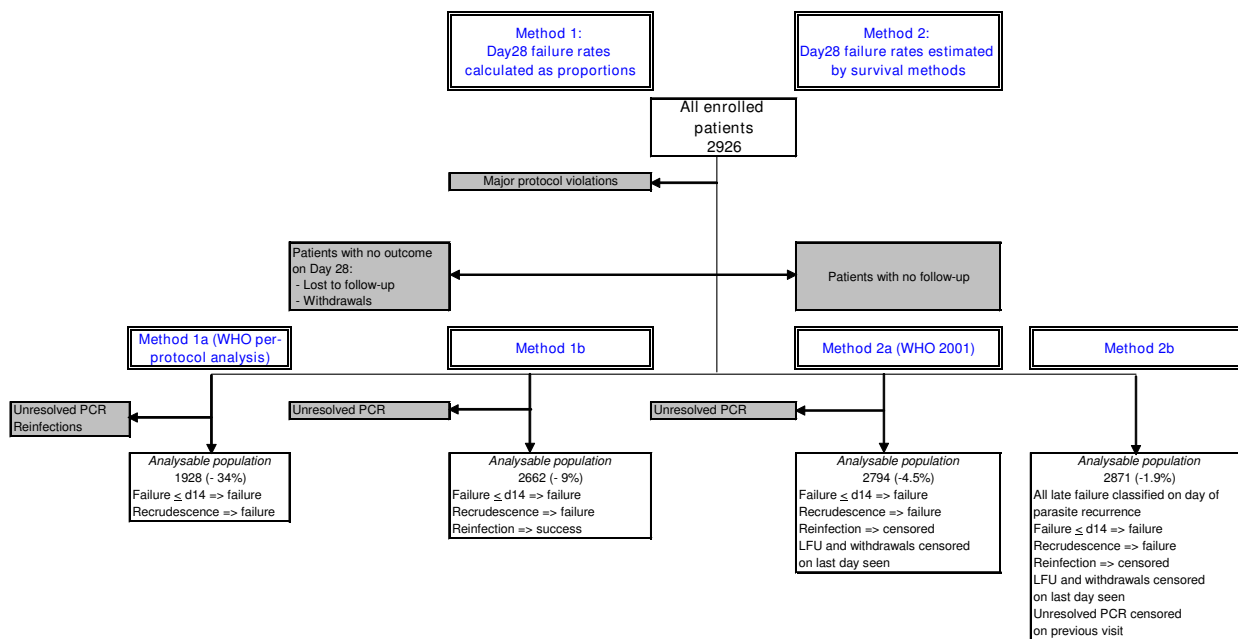 Method 1:
Day28 failure rates
calculated as proportions
Method 2:
Day28 failure rates estimated
by survival methods
All enrolled
patients
2926
Major protocol violations
Patients with no outcome
on Day 28:
- Lost to follow-up
- Withdrawals
Patients with no follow-up
Method 1a (WHO per-
protocol analysis)
Method 1b
Method 2a (WHO 2001)
Method 2b
Unresolved PCR
Reinfections
Unresolved PCR
Unresolved PCR
Analysable population
1928 (- 34%)
Failure ≤ d14 => failure
Recrudescence => failure
Analysable population
2662 (- 9%)
Failure ≤ d14 => failure
Recrudescence => failure
Reinfection => success
Analysable population
2794 (-4.5%)
Failure ≤ d14 => failure
Recrudescence => failure
Reinfection => censored
LFU and withdrawals censored
on last day seen
Analysable population
2871 (-1.9%)
All late failure classified on day of
parasite recurrence
Failure ≤ d14 => failure
Recrudescence => failure
Reinfection => censored
LFU and withdrawals censored
on last day seen
Unresolved PCR censored
on previous visit